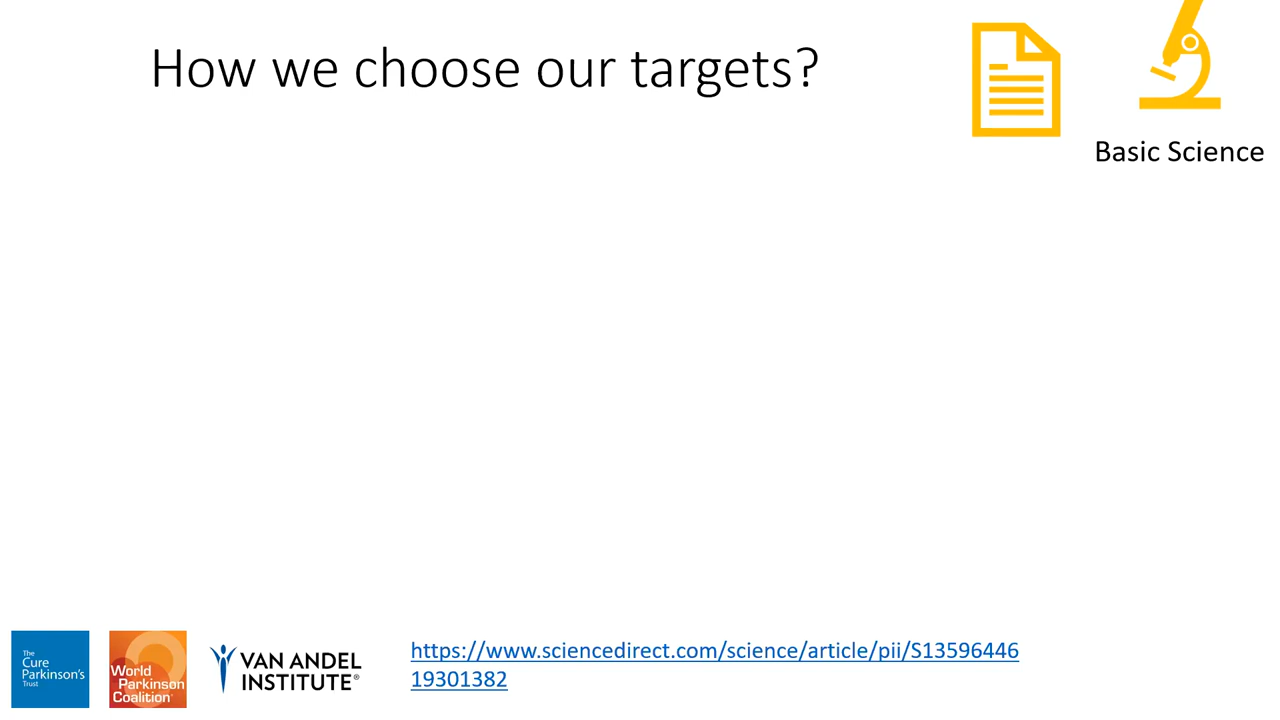 How we choose our targets?
Basic Science
The
Cure
Parkinson's
Trust
World
Parkinson
Coalition®
VAN ANDEL
INSTITUTE®
https://www.sciencedirect.com/science/article/pii/S13596446
19301382